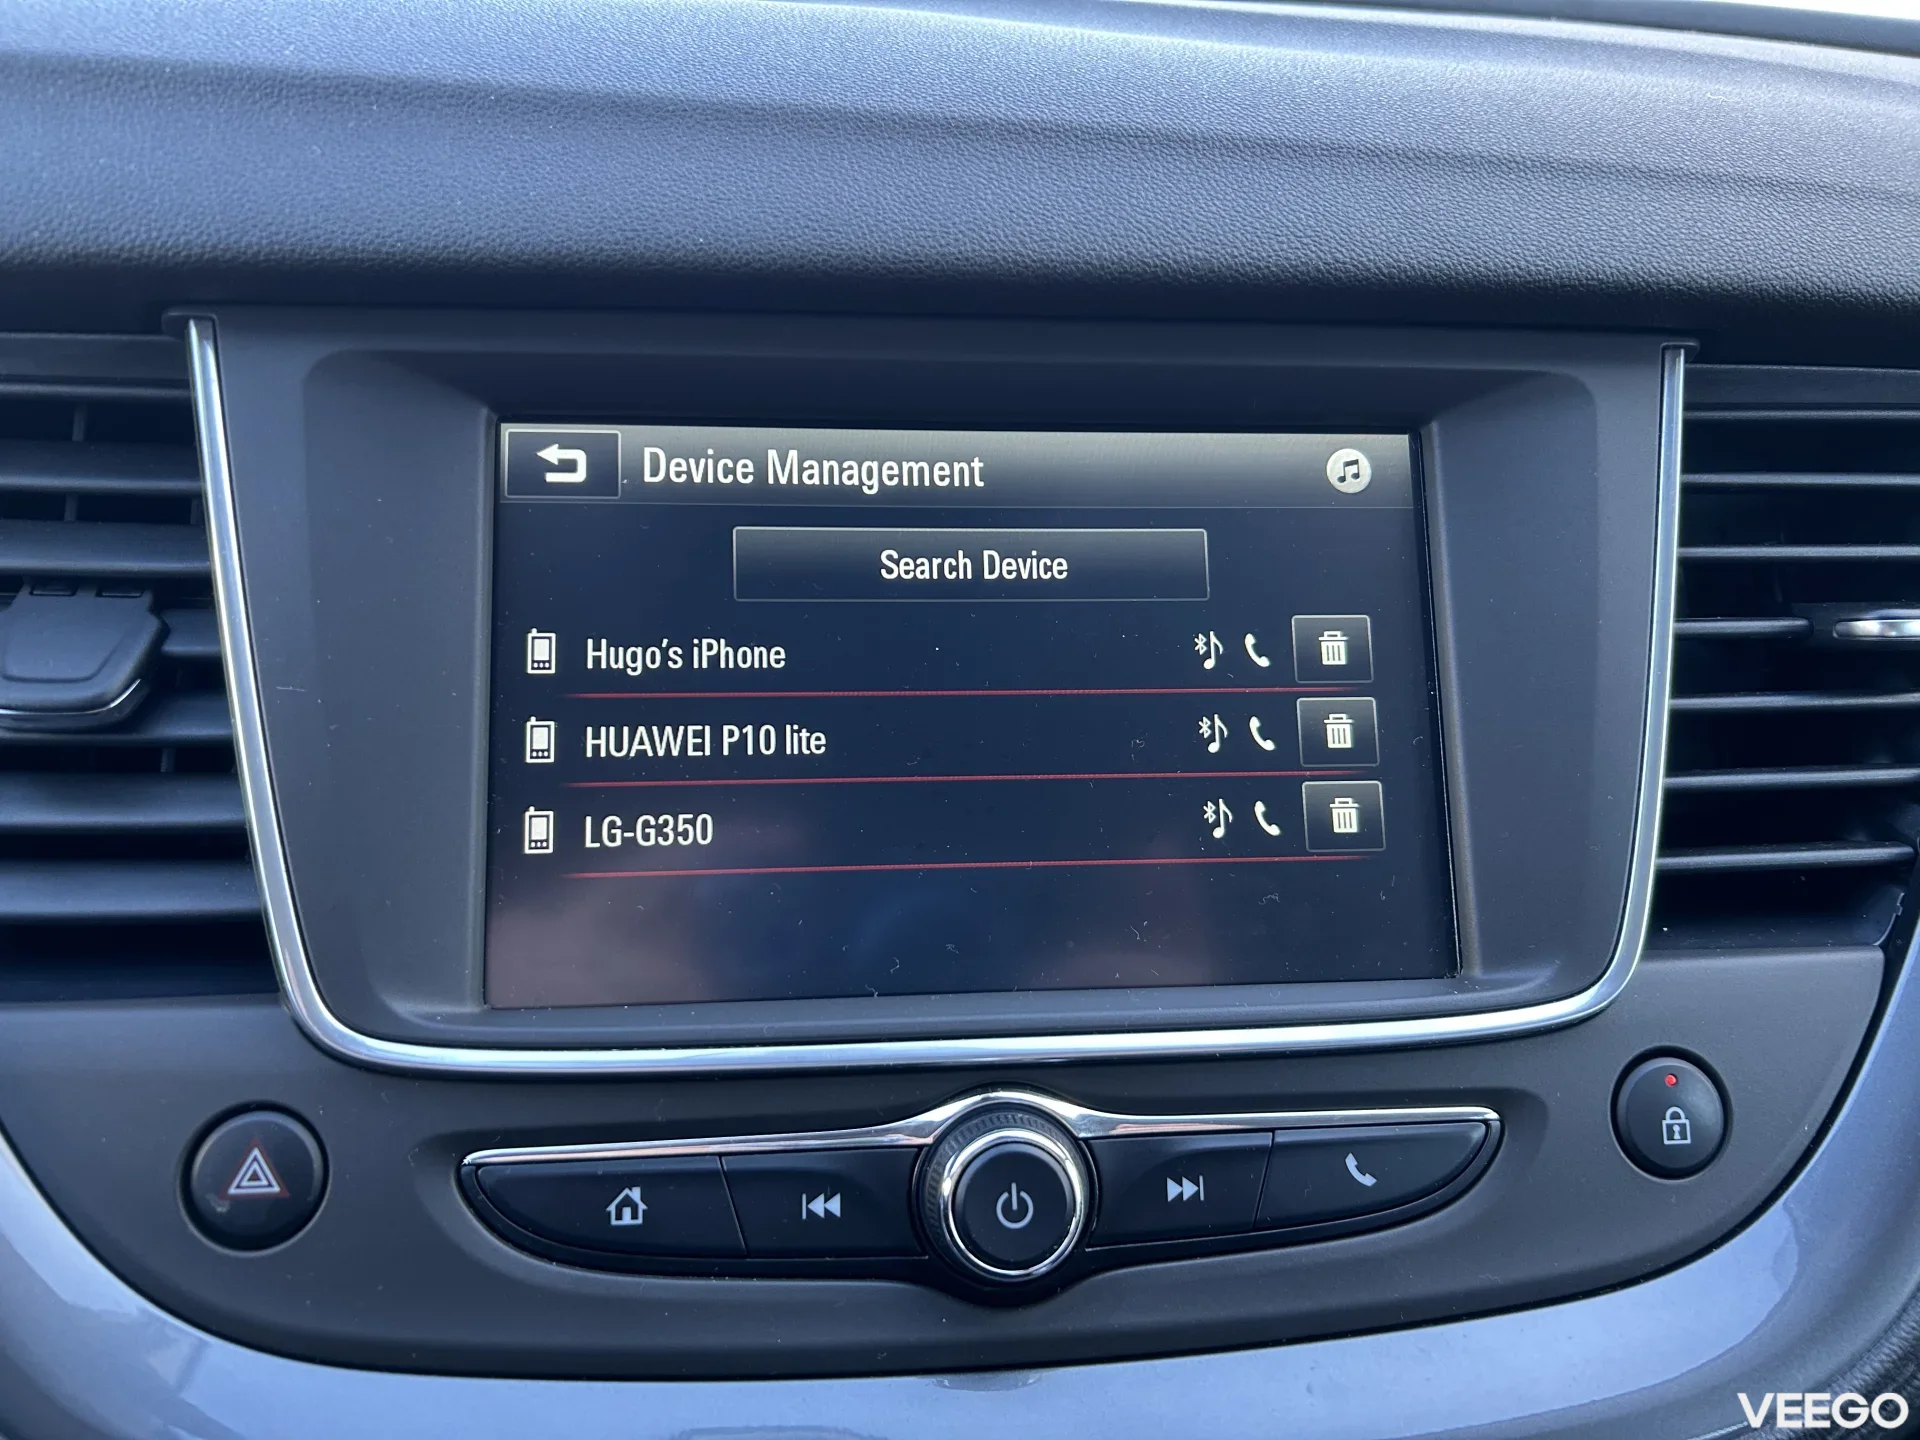 Device Management
Search Device
Hugo's iPhone
HUAWEI P10 lite
LG-G350
VEEGO